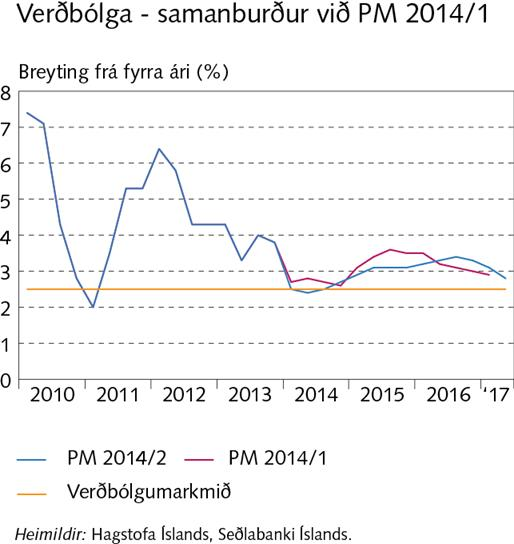 Verðbólga - samanburður við PM 2014/1
Breyting frá fyrra ári (%)
8
7
6
5
4
3
2
1
0
2010 2011 2012 2013 2014 2015 2016 '17
PM 2014/2 PM 2014/1
Verðbólgumarkmið
Heimildir: Hagstofa Íslands, Seðlabanki Íslands.